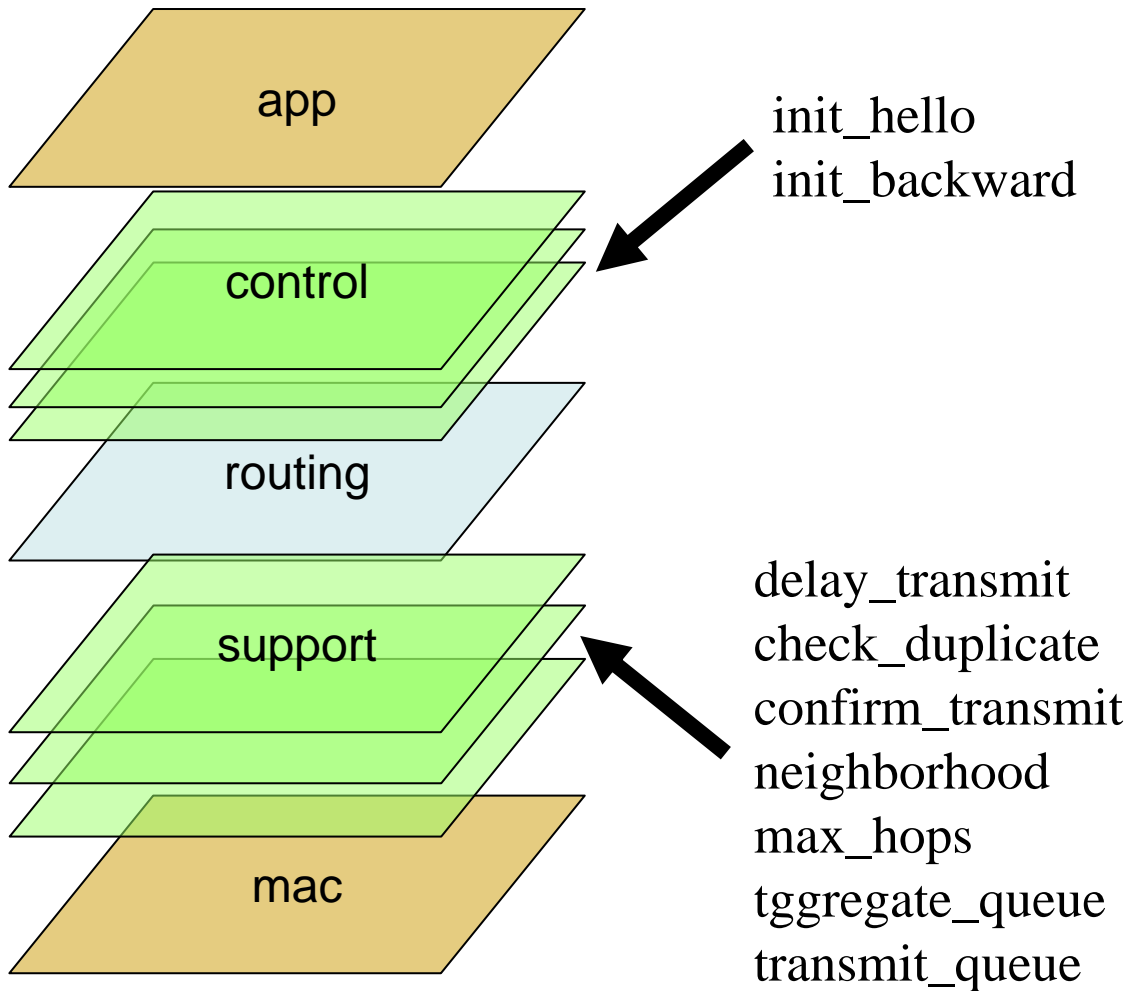 app
init_hello
init_backward
control
routing
support
delay_transmit
check_duplicate
confirm_transmit
neighborhood
max_hops
tggregate_queue
transmit_queue
mac